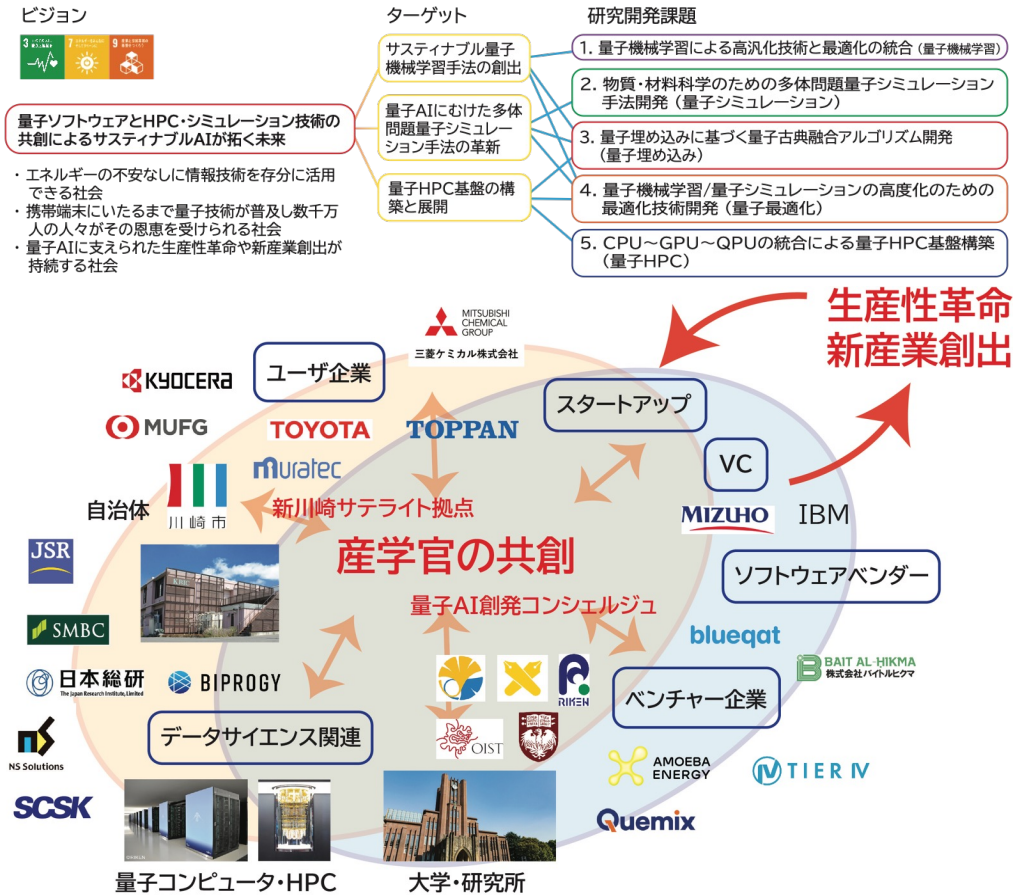 ビジョン
ターゲット
研究開発課題
3
7
9
量子ソフトウェアとHPC・シミュレーション技術の
共創によるサスティナブルAIが拓く未来
・エネルギーの不安なしに情報技術を存分に活用
できる社会
・携帯端末にいたるまで量子技術が普及し数千万
人の人々がその恩恵を受けられる社会
・量子AIに支えられた生産性革命や新産業創出が
持続する社会
サスティナブル量子
機械学習手法の創出
量子AIにむけた多体
問題量子シミュレー
ション手法の革新
量子HPC基盤の構
築と展開
1. 量子機械学習による高汎化技術と最適化の統合（量子機械学習）
2. 物質・材料科学のための多体問題量子シミュレーション
手法開発（量子シミュレーション）
3. 量子埋め込みに基づく量子古典融合アルゴリズム開発
（量子埋め込み）
4. 量子機械学習/量子シミュレーションの高度化のための
最適化技術開発（量子最適化）
5. CPU～GPU～QPUの統合による量子HPC基盤構築
（量子HPC）
生産性革命
新産業創出
MITSUBISHI
CHEMICAL
GROUP
三菱ケミカル株式会社
KYOCERA
ユーザ企業
スタートアップ
MUFG
TOYOTA
TOPPAN
muratec
VC
自治体
川崎市
新川崎サテライト拠点
MIZUHO
IBM
JSR
産学官の共創
ソフトウェアベンダー
量子AI創発コンシェルジュ
SMBC
blueqat
BAIT AL-ḤIKMA
株式会社バイトルヒクマ
日本総研
The Japan Research Institute, Limited
BIPROGY
RIKEN
ベンチャー企業
データサイエンス関連
OIST
NS
NS Solutions
AMOEBA
ENERGY
TIER IV
SCSK
Quemix
量子コンピュータ・HPC
大学・研究所